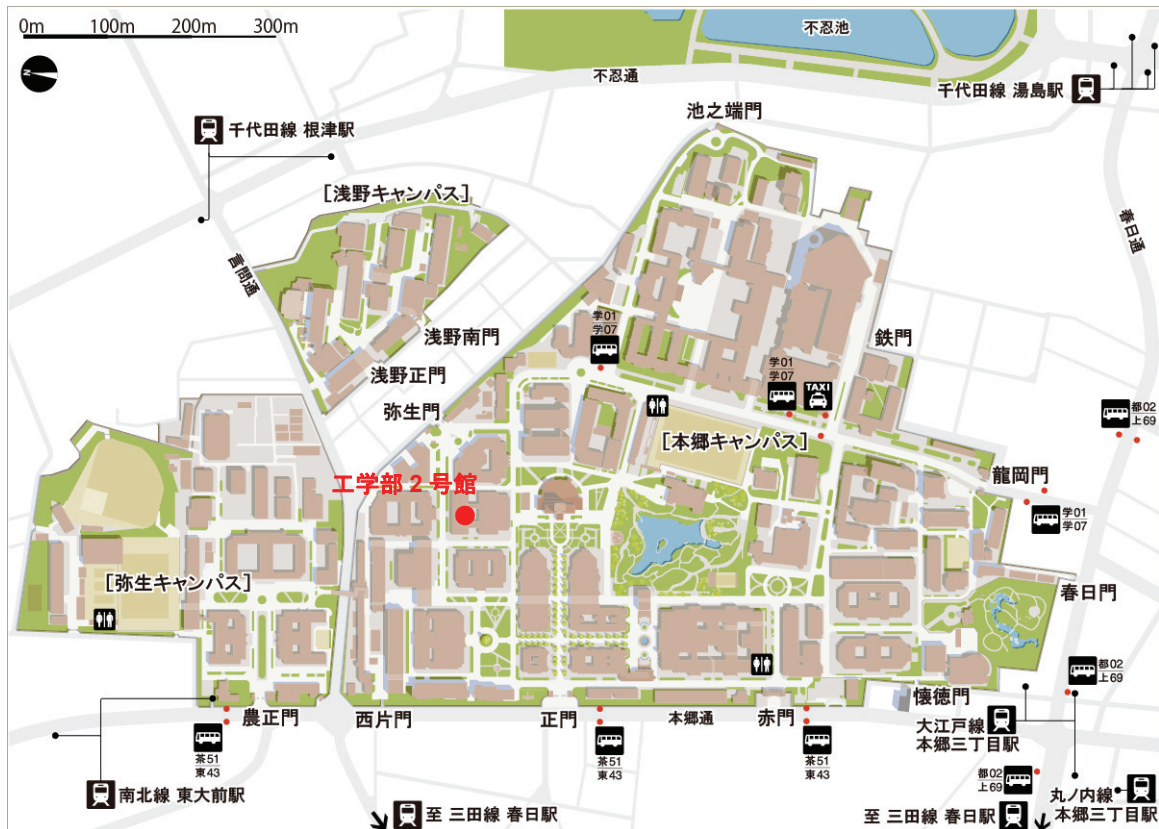 0m 100m 200m 300m
N
不忍池
不忍通
千代田線 湯島駅
池之端門
千代田線 根津駅
[浅野キャンパス]
春日通
言問通
学01
学07
浅野南門
鉄門
学01
学07
TAXI
浅野正門
弥生門
都02
上69
[本郷キャンパス]
龍岡門
工学部 2 号館
学01
学07
[弥生キャンパス]
春日門
都02
上69
懐徳門
農正門
西片門
正門
本郷通
赤門
大江戸線
本郷三丁目駅
茶51
東43
茶51
東43
茶51
東43
都02
上69
南北線 東大前駅
丸ノ内線
本郷三丁目駅
至 三田線 春日駅
至 三田線 春日駅